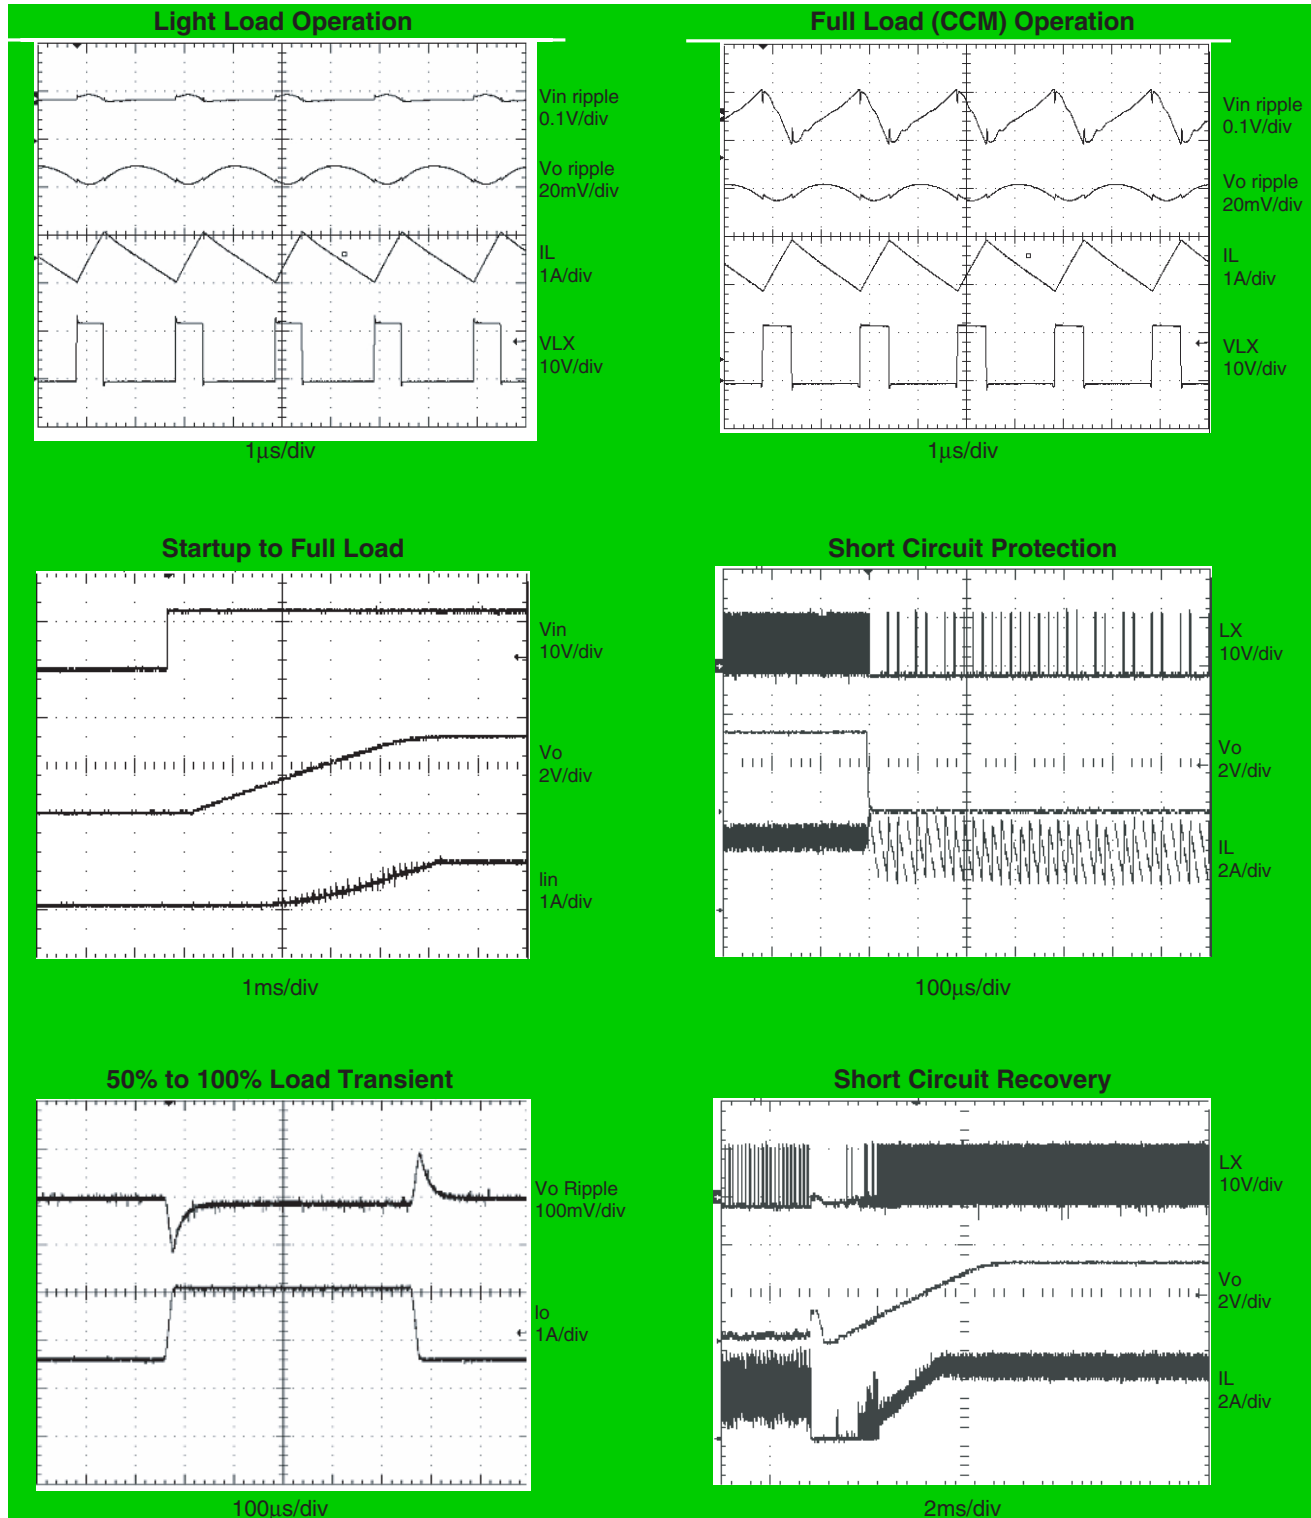 Light Load Operation
Vin ripple
0.1V/div
Vo ripple
20mV/div
IL
1A/div
VLX
10V/div
1μs/div
Full Load (CCM) Operation
Vin ripple
0.1V/div
Vo ripple
20mV/div
IL
1A/div
VLX
10V/div
1μs/div
Startup to Full Load
Vin
10V/div
Vo
2V/div
Iin
1A/div
1ms/div
Short Circuit Protection
LX
10V/div
Vo
2V/div
IL
2A/div
100μs/div
50% to 100% Load Transient
Vo Ripple
100mV/div
Io
1A/div
100μs/div
Short Circuit Recovery
LX
10V/div
Vo
2V/div
IL
2A/div
2ms/div